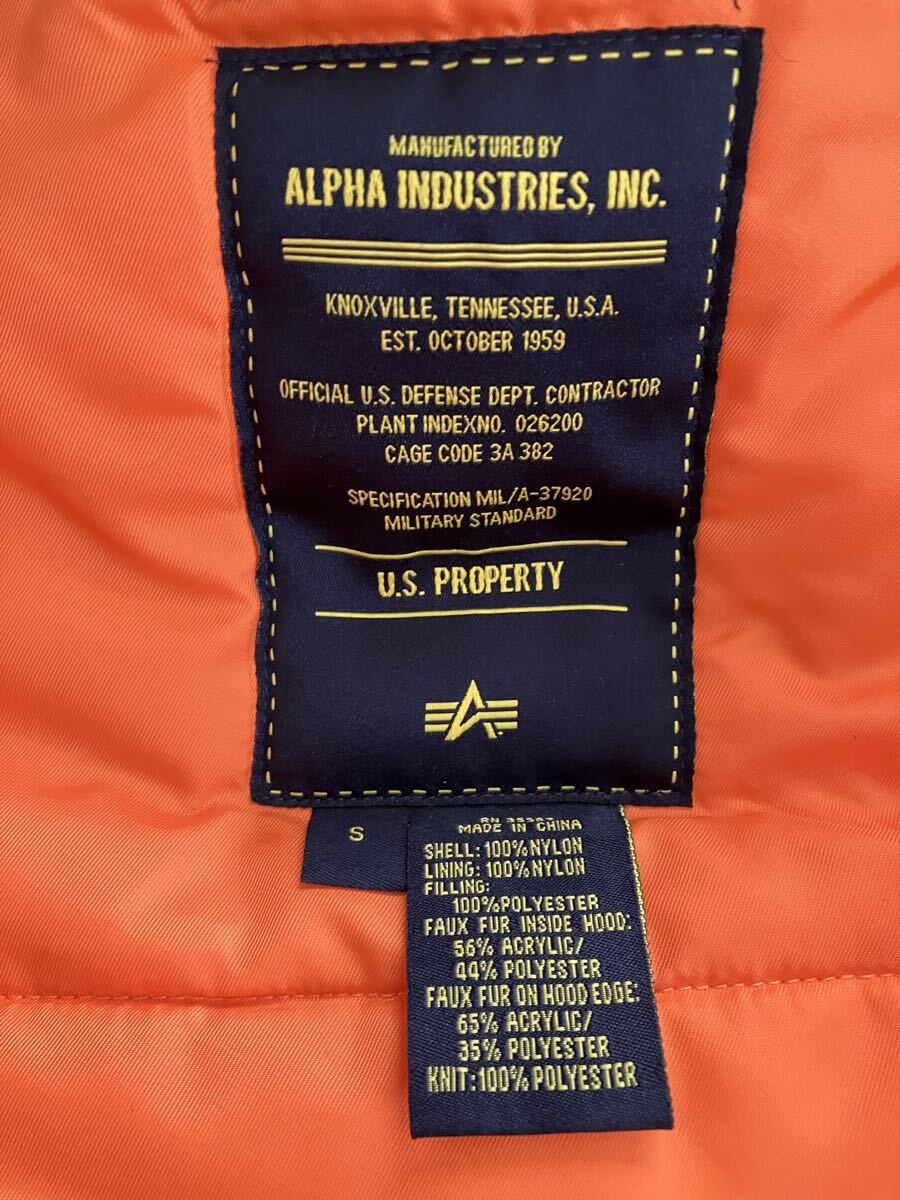 MANUFACTURED BY
ALPHA INDUSTRIES, INC.
KNOXVILLE, TENNESSEE, U.S.A.
EST. OCTOBER 1959
OFFICIAL U.S. DEFENSE DEPT. CONTRACTOR
PLANT INDEXNO. 026200
CAGE CODE 3A 382
SPECIFICATION MIL/A-37920
MILITARY STANDARD
U.S. PROPERTY
S
RN
MADE IN CHINA
SHELL: 100% NYLON
LINING: 100% NYLON
FILLING:
100% POLYESTER
FAUX FUR INSIDE HOOD:
56% ACRYLIC/
44% POLYESTER
FAUX FUR ON HOOD EDGE:
65% ACRYLIC/
35% POLYESTER
KNIT: 100% POLYESTER